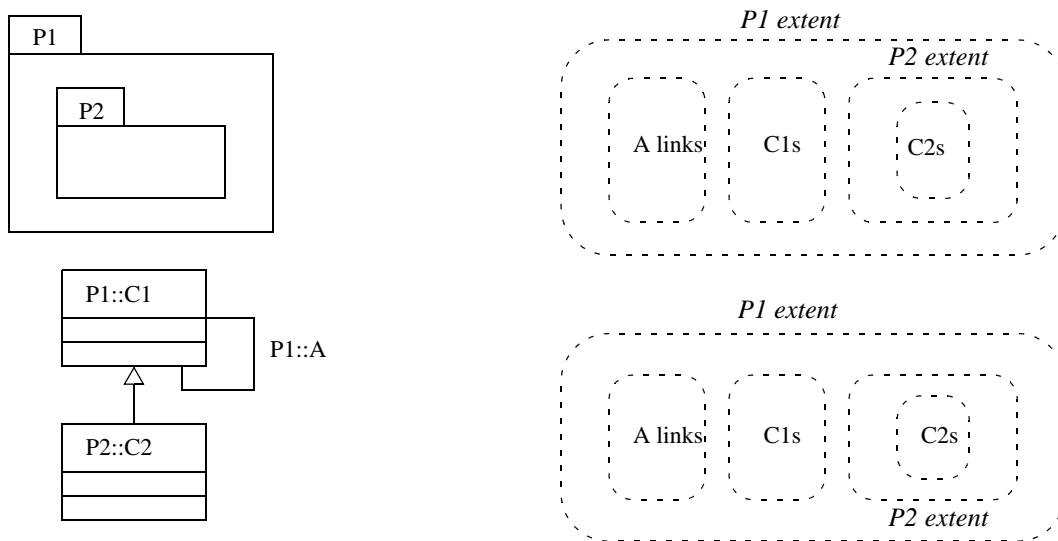 P1
P2
P1::C1
P1::A
P2::C2
P1 extent
P2 extent
A links
C1s
C2s
P1 extent
A links
C1s
C2s
P2 extent